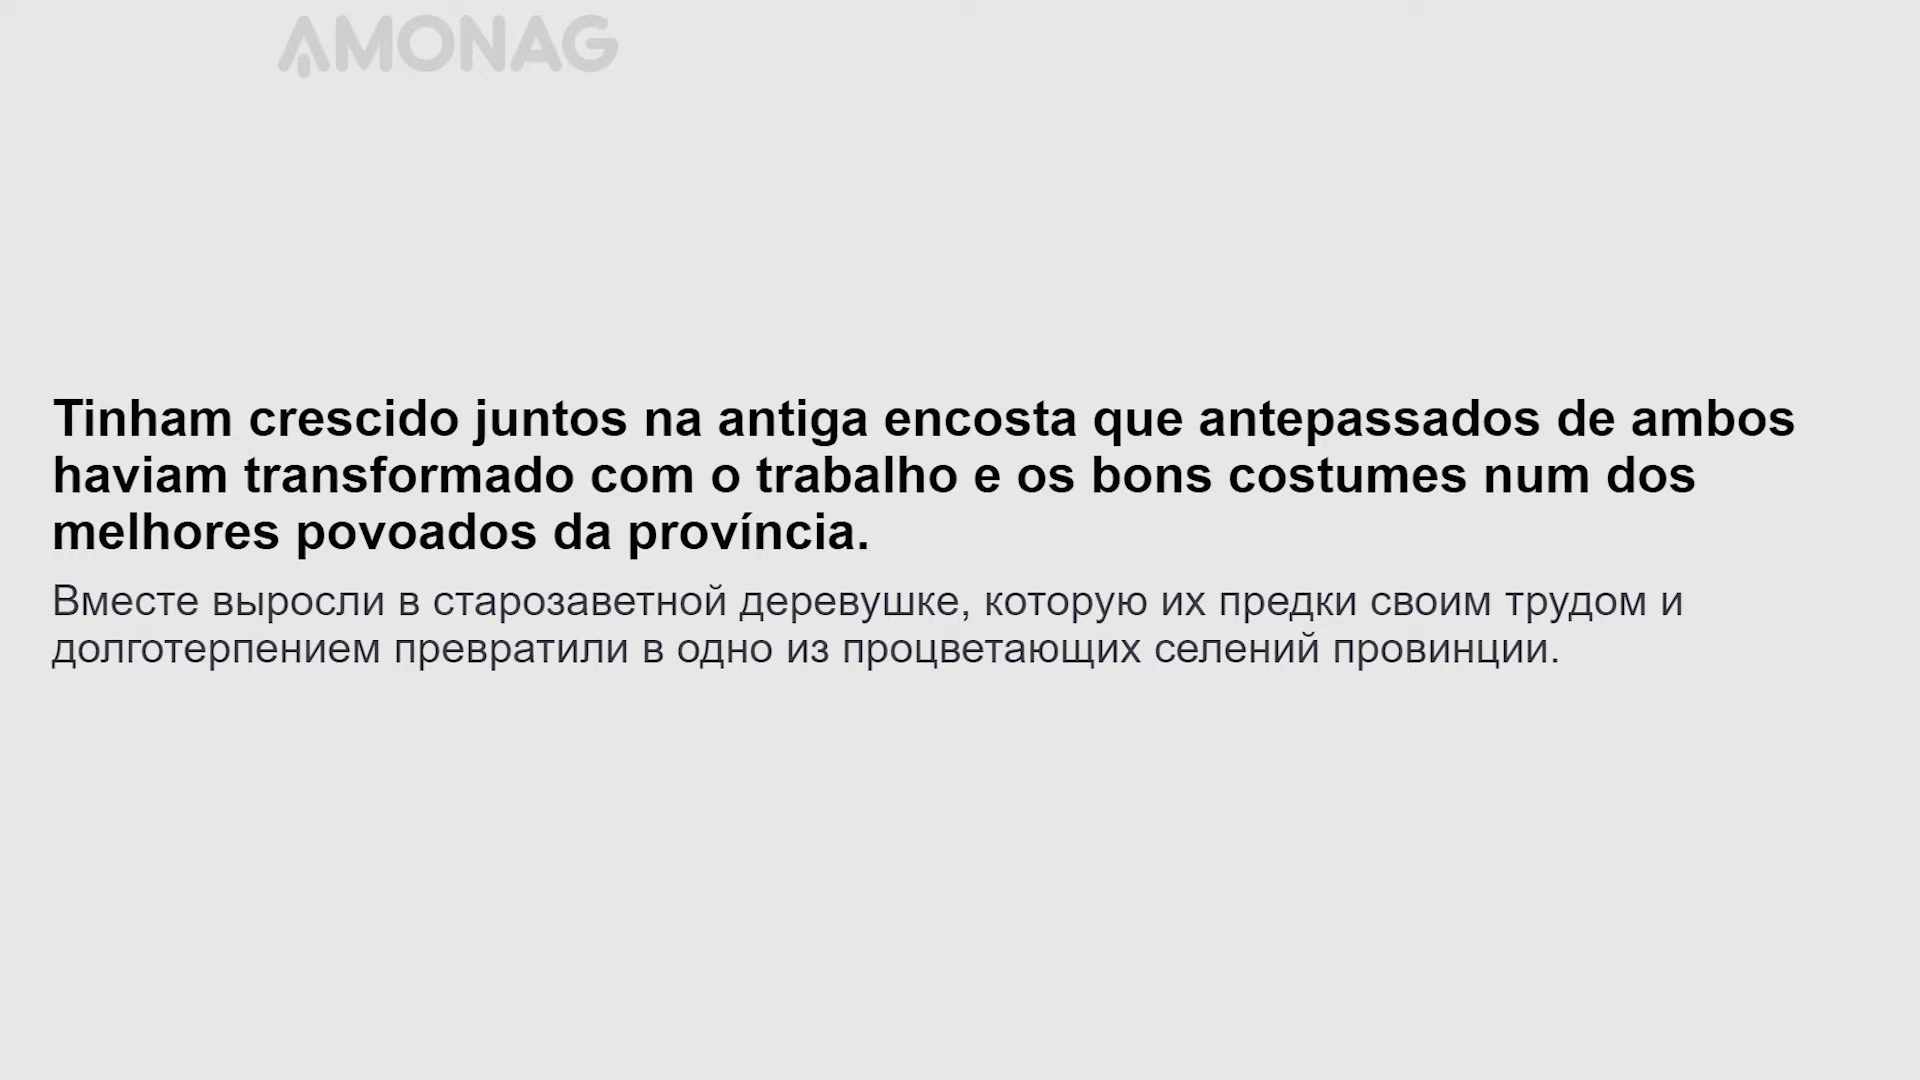 AMONAG
Tinham crescido juntos na antiga encosta que antepassados de ambos
haviam transformado com o trabalho e os bons costumes num dos
melhores povoados da província.
Вместе выросли в старозаветной деревушке, которую их предки своим трудом и
долготерпением превратили в одно из процветающих селений провинции.